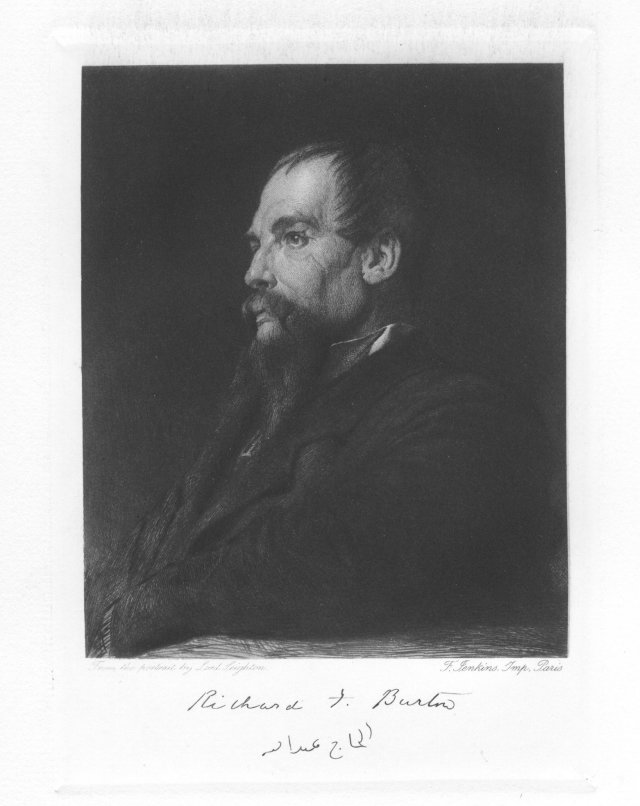 From the portrait by Lord Leighton.
F. Jenkins. Imp. Paris
Richard F. Burton
الحاج عبدالله